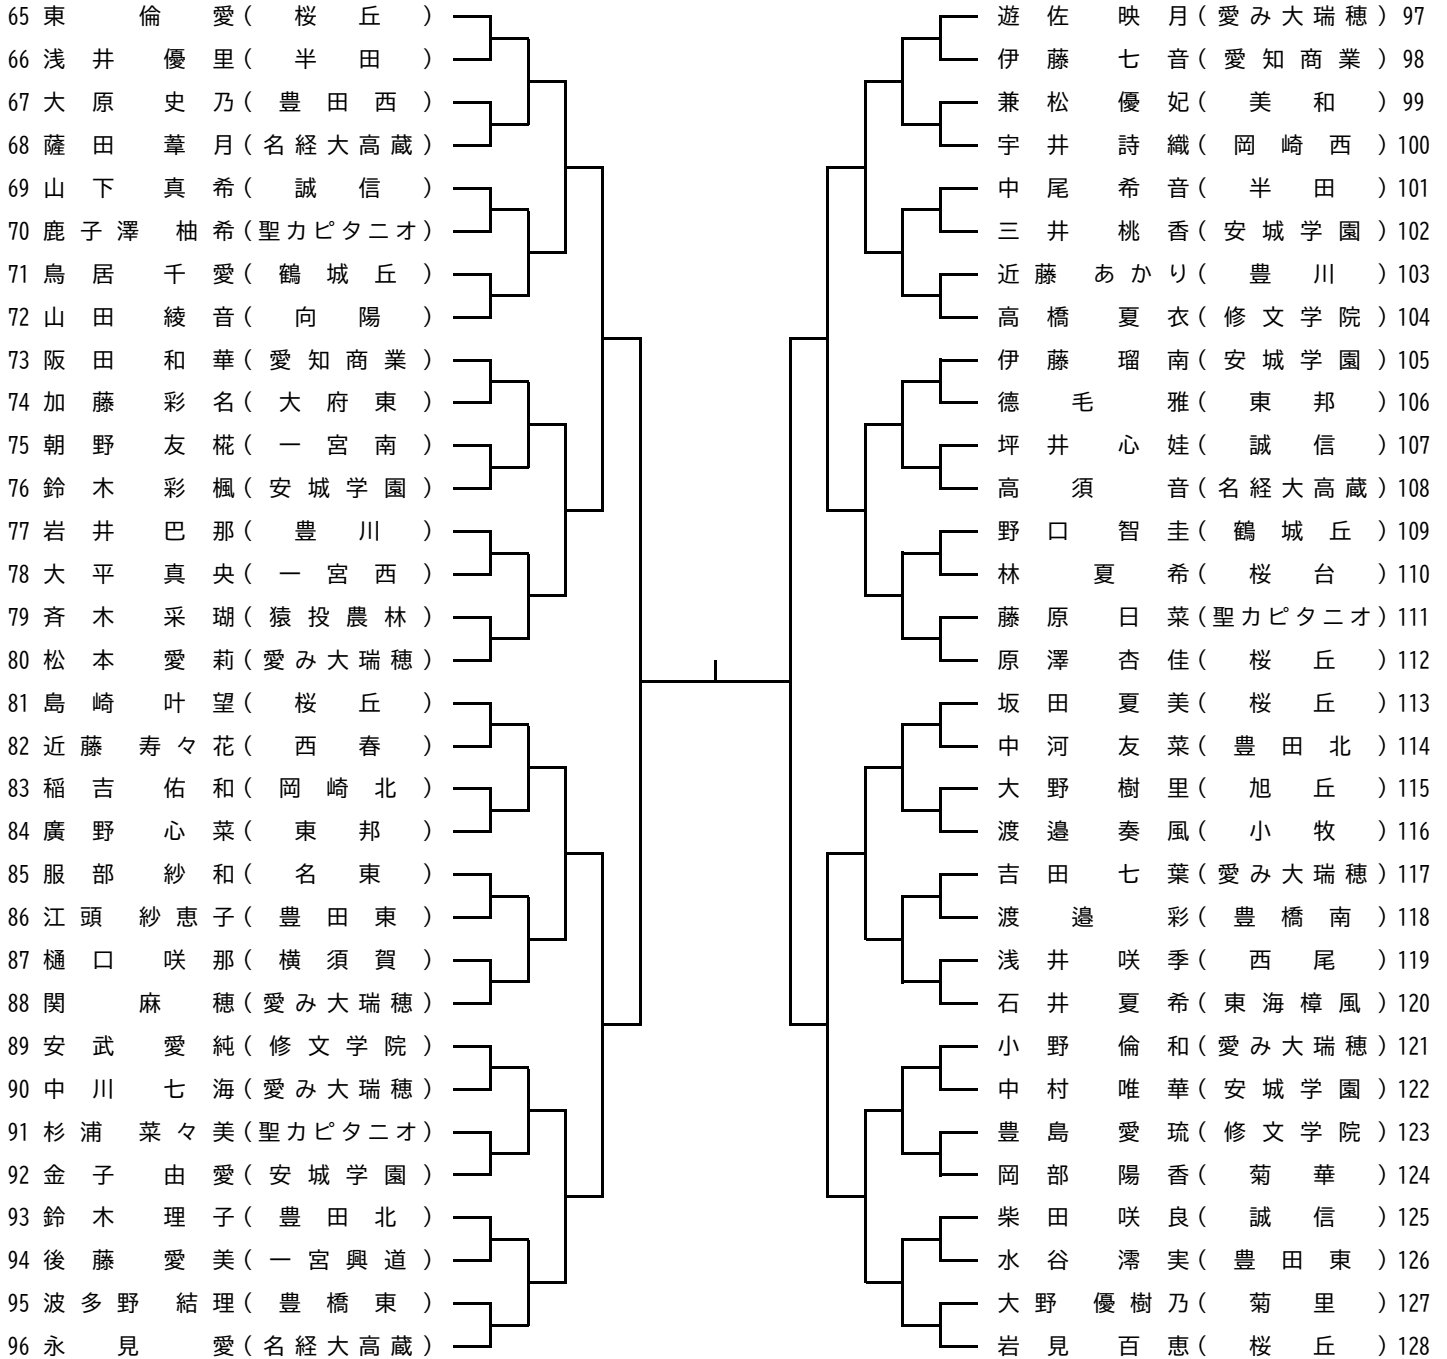 65 東 倫 愛 ( 桜 丘 )
66 浅 井 優 里 ( 半 田 )
67 大 原 史 乃 ( 豊 田 西 )
68 薩 田 葦 月 ( 名 経 大 高 蔵 )
69 山 下 真 希 ( 誠 信 )
70 鹿 子 澤 柚 希 (聖カピタニオ)
71 鳥 居 千 愛 ( 鶴 城 丘 )
72 山 田 綾 音 ( 向 陽 )
73 阪 田 和 華 ( 愛 知 商 業 )
74 加 藤 彩 名 ( 大 府 東 )
75 朝 野 友 椛 ( 一 宮 南 )
76 鈴 木 彩 楓 ( 安 城 学 園 )
77 岩 井 巴 那 ( 豊 川 )
78 大 平 真 央 ( 一 宮 西 )
79 斉 木 采 瑚 ( 猿 投 農 林 )
80 松 本 愛 莉 ( 愛 み 大 瑞 穂 )
81 島 崎 叶 望 ( 桜 丘 )
82 近 藤 寿 々 花 ( 西 春 )
83 稲 吉 佑 和 ( 岡 崎 北 )
84 廣 野 心 菜 ( 東 邦 )
85 服 部 紗 和 ( 名 東 )
86 江 頭 紗 恵 子 ( 豊 田 東 )
87 樋 口 咲 那 ( 横 須 賀 )
88 関 麻 穂 ( 愛 み 大 瑞 穂 )
89 安 武 愛 純 ( 修 文 学 院 )
90 中 川 七 海 ( 愛 み 大 瑞 穂 )
91 杉 浦 菜 々 美 (聖カピタニオ)
92 金 子 由 愛 ( 安 城 学 園 )
93 鈴 木 理 子 ( 豊 田 北 )
94 後 藤 愛 美 ( 一 宮 興 道 )
95 波 多 野 結 理 ( 豊 橋 東 )
96 永 見 愛 ( 名 経 大 高 蔵 )
遊 佐 映 月 ( 愛 み 大 瑞 穂 ) 97
伊 藤 七 音 ( 愛 知 商 業 ) 98
兼 松 優 妃 ( 美 和 ) 99
宇 井 詩 織 ( 岡 崎 西 ) 100
中 尾 希 音 ( 半 田 ) 101
三 井 桃 香 ( 安 城 学 園 ) 102
近 藤 あ か り ( 豊 川 ) 103
高 橋 夏 衣 ( 修 文 学 院 ) 104
伊 藤 瑠 南 ( 安 城 学 園 ) 105
德 毛 雅 ( 東 邦 ) 106
坪 井 心 娃 ( 誠 信 ) 107
高 須 音 ( 名 経 大 高 蔵 ) 108
野 口 智 圭 ( 鶴 城 丘 ) 109
林 夏 希 ( 桜 台 ) 110
藤 原 日 菜 (聖カピタニオ) 111
原 澤 杏 佳 ( 桜 丘 ) 112
坂 田 夏 美 ( 桜 丘 ) 113
中 河 友 菜 ( 豊 田 北 ) 114
大 野 樹 里 ( 旭 丘 ) 115
渡 邉 奏 風 ( 小 牧 ) 116
吉 田 七 葉 ( 愛 み 大 瑞 穂 ) 117
渡 邉 彩 ( 豊 橋 南 ) 118
浅 井 咲 季 ( 西 尾 ) 119
石 井 夏 希 ( 東 海 樟 風 ) 120
小 野 倫 和 ( 愛 み 大 瑞 穂 ) 121
中 村 唯 華 ( 安 城 学 園 ) 122
豊 島 愛 琉 ( 修 文 学 院 ) 123
岡 部 陽 香 ( 菊 華 ) 124
柴 田 咲 良 ( 誠 信 ) 125
水 谷 澪 実 ( 豊 田 東 ) 126
大 野 優 樹 乃 ( 菊 里 ) 127
岩 見 百 恵 ( 桜 丘 ) 128